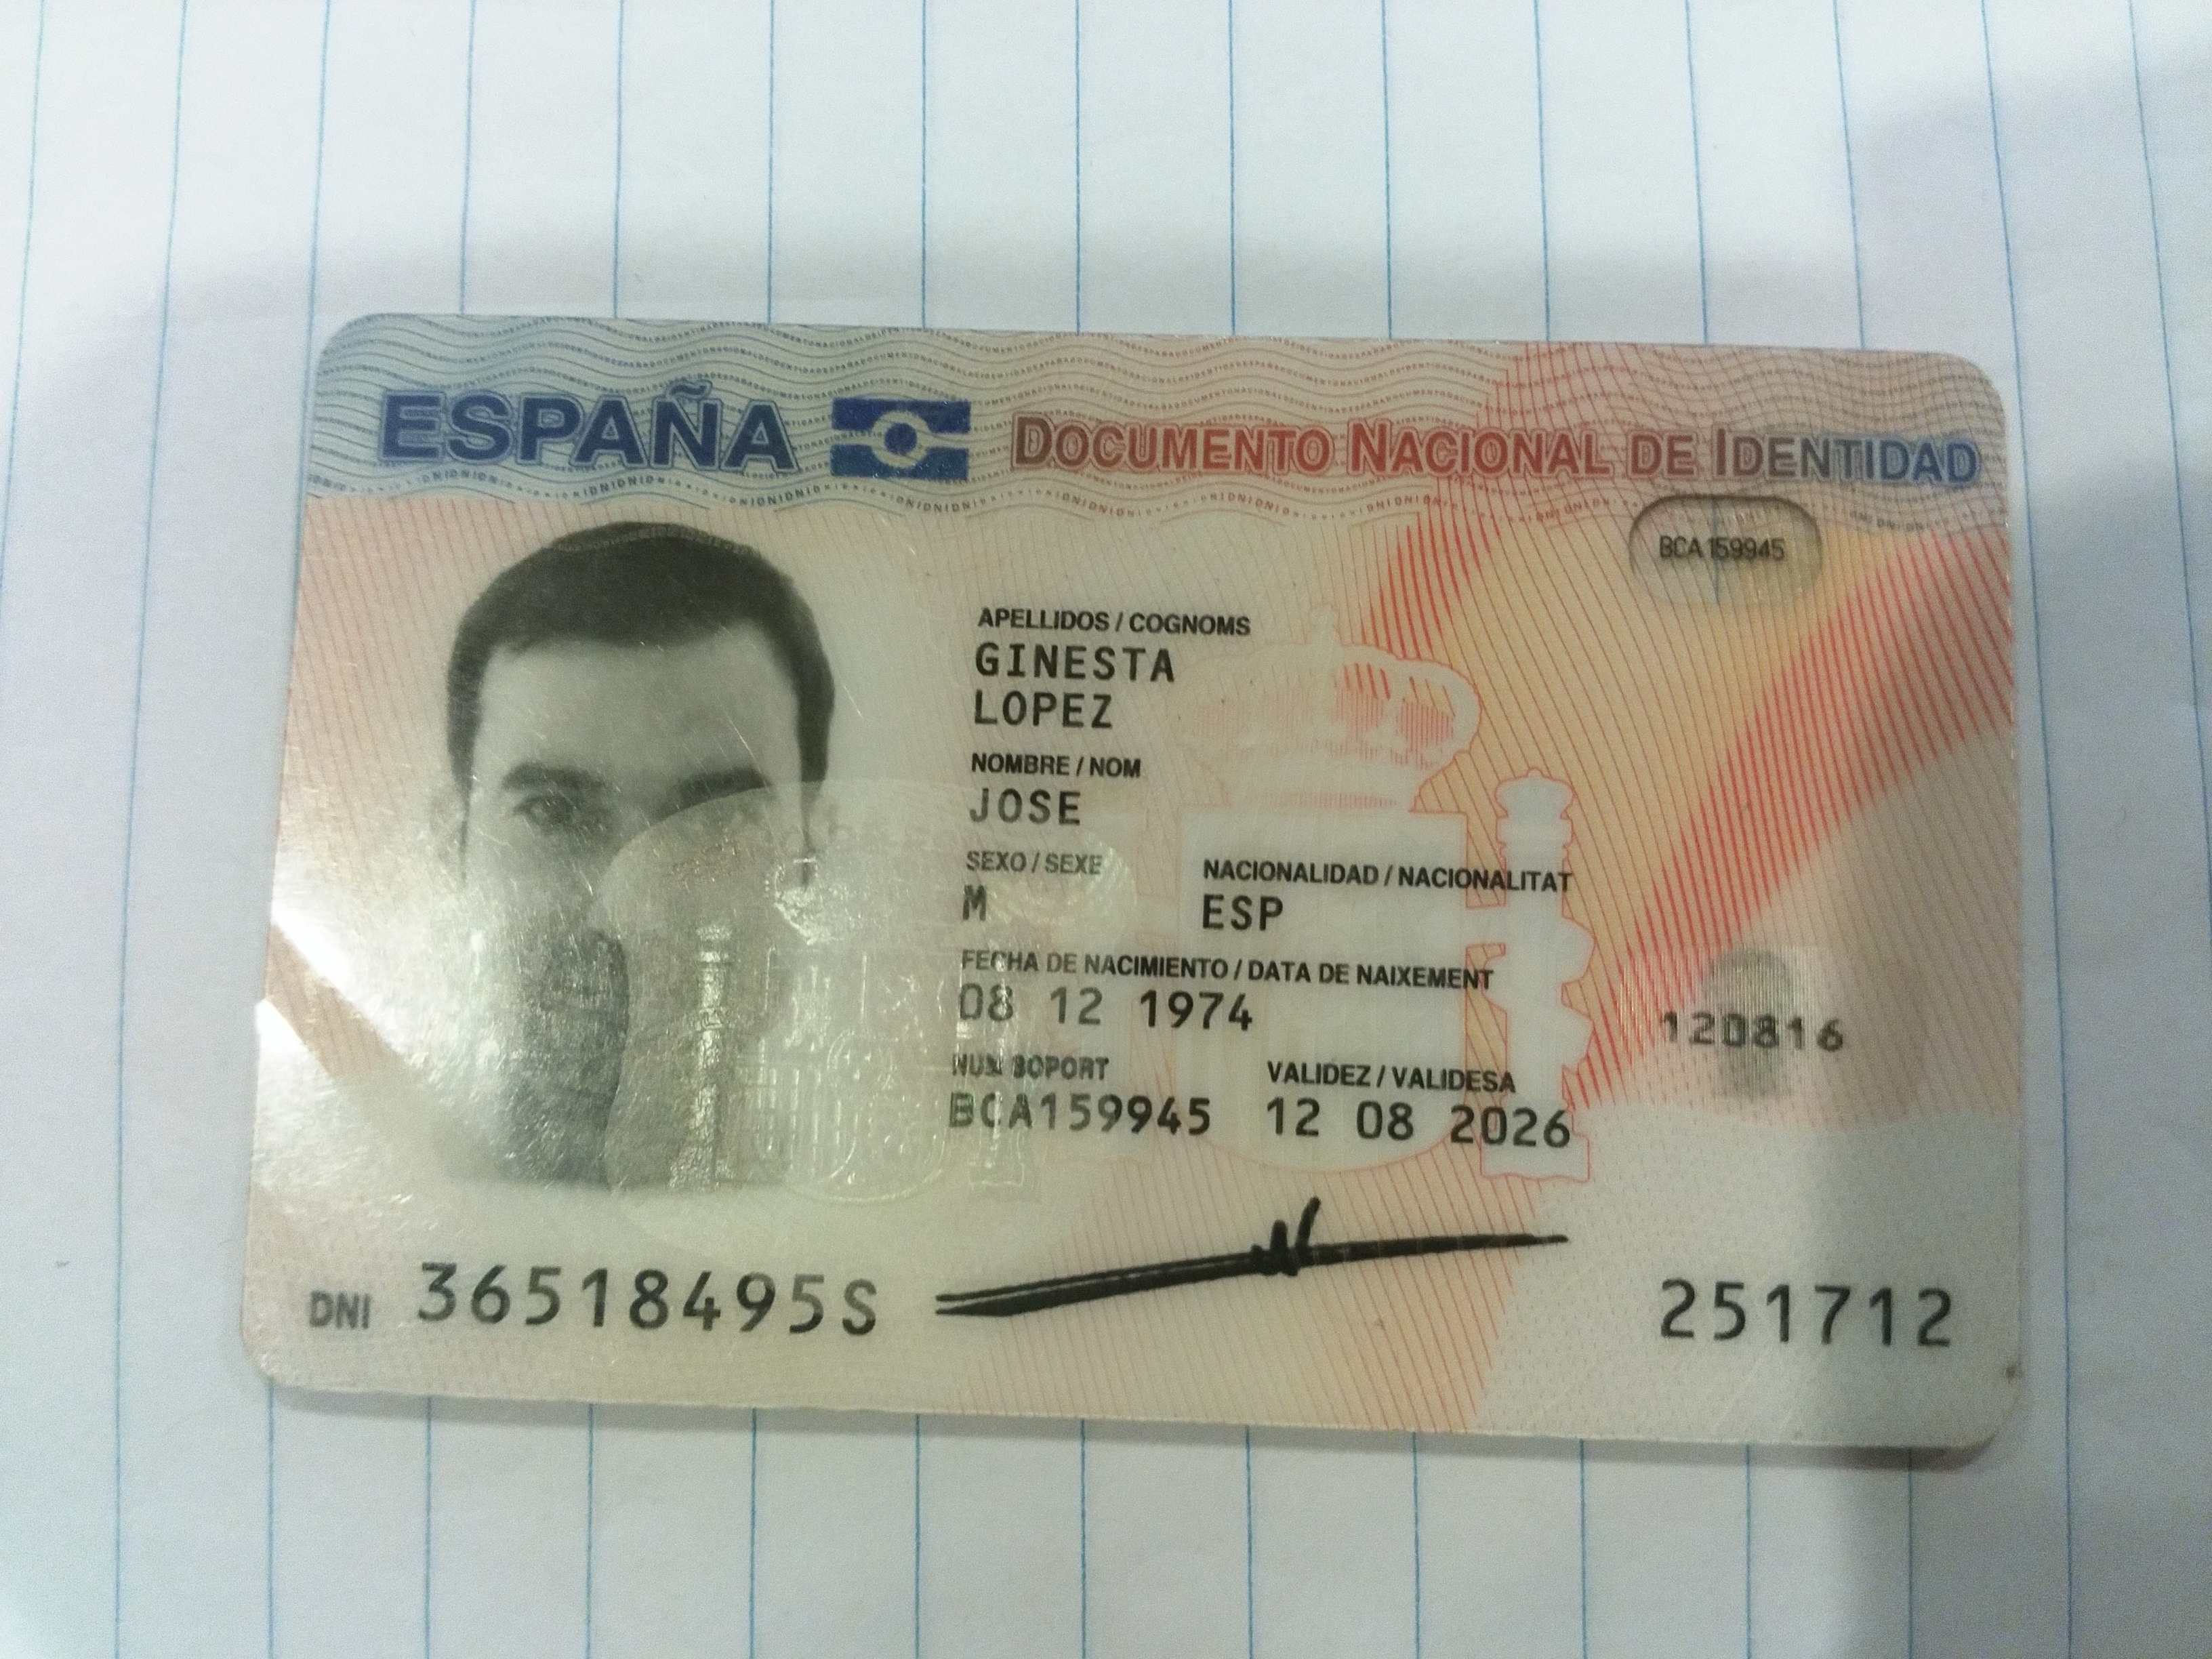 ESPAÑA DOCUMENTO NACIONAL DE IDENTIDAD
BCA159945
APELLIDOS / COGNOMS
GINESTA
LOPEZ
NOMBRE / NOM
JOSE
SEXO / SEXE NACIONALIDAD / NACIONALITAT
M ESP
FECHA DE NACIMIENTO / DATA DE NAIXEMENT
08 12 1974
120816
NUM SOPORT VALIDEZ / VALIDESA
BCA159945 12 08 2026
DNI 36518495S
251712